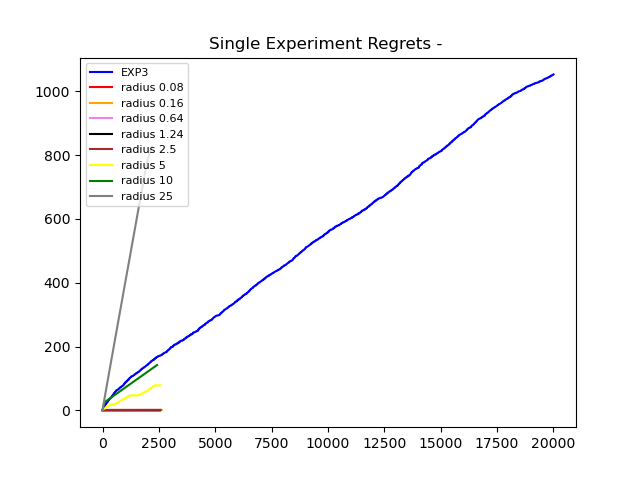 Single Experiment Regrets -
EXP3
radius 0.08
radius 0.16
radius 0.64
radius 1.24
radius 2.5
radius 5
radius 10
radius 25
1000
800
600
400
200
0
0 2500 5000 7500 10000 12500 15000 17500 20000